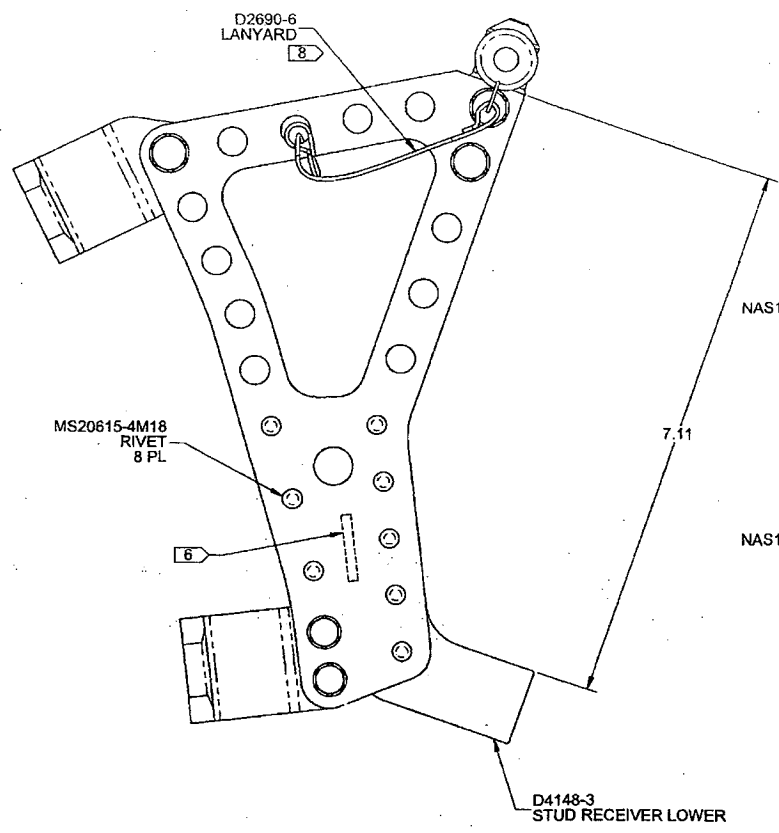 D2690-6
LANYARD
8
NAS1
7.11
MS20615-4M18
RIVET
8 PL
NAS1
6
D4148-3
STUD RECEIVER LOWER